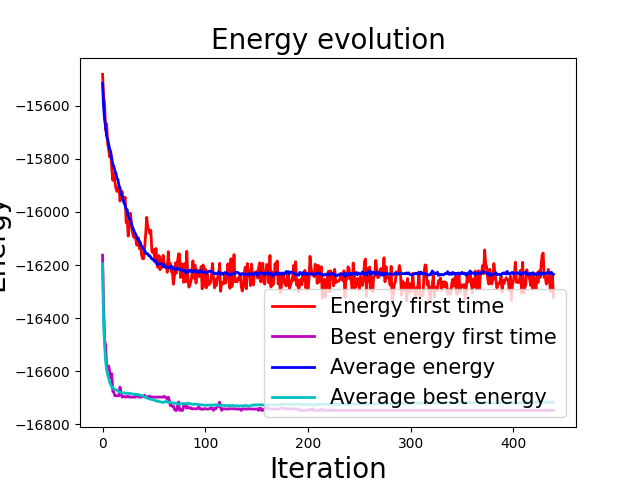 Energy evolution
Energy
−15600
−15800
−16000
−16200
−16400
−16600
−16800
0
100
200
300
400
Iteration
Energy first time
Best energy first time
Average energy
Average best energy